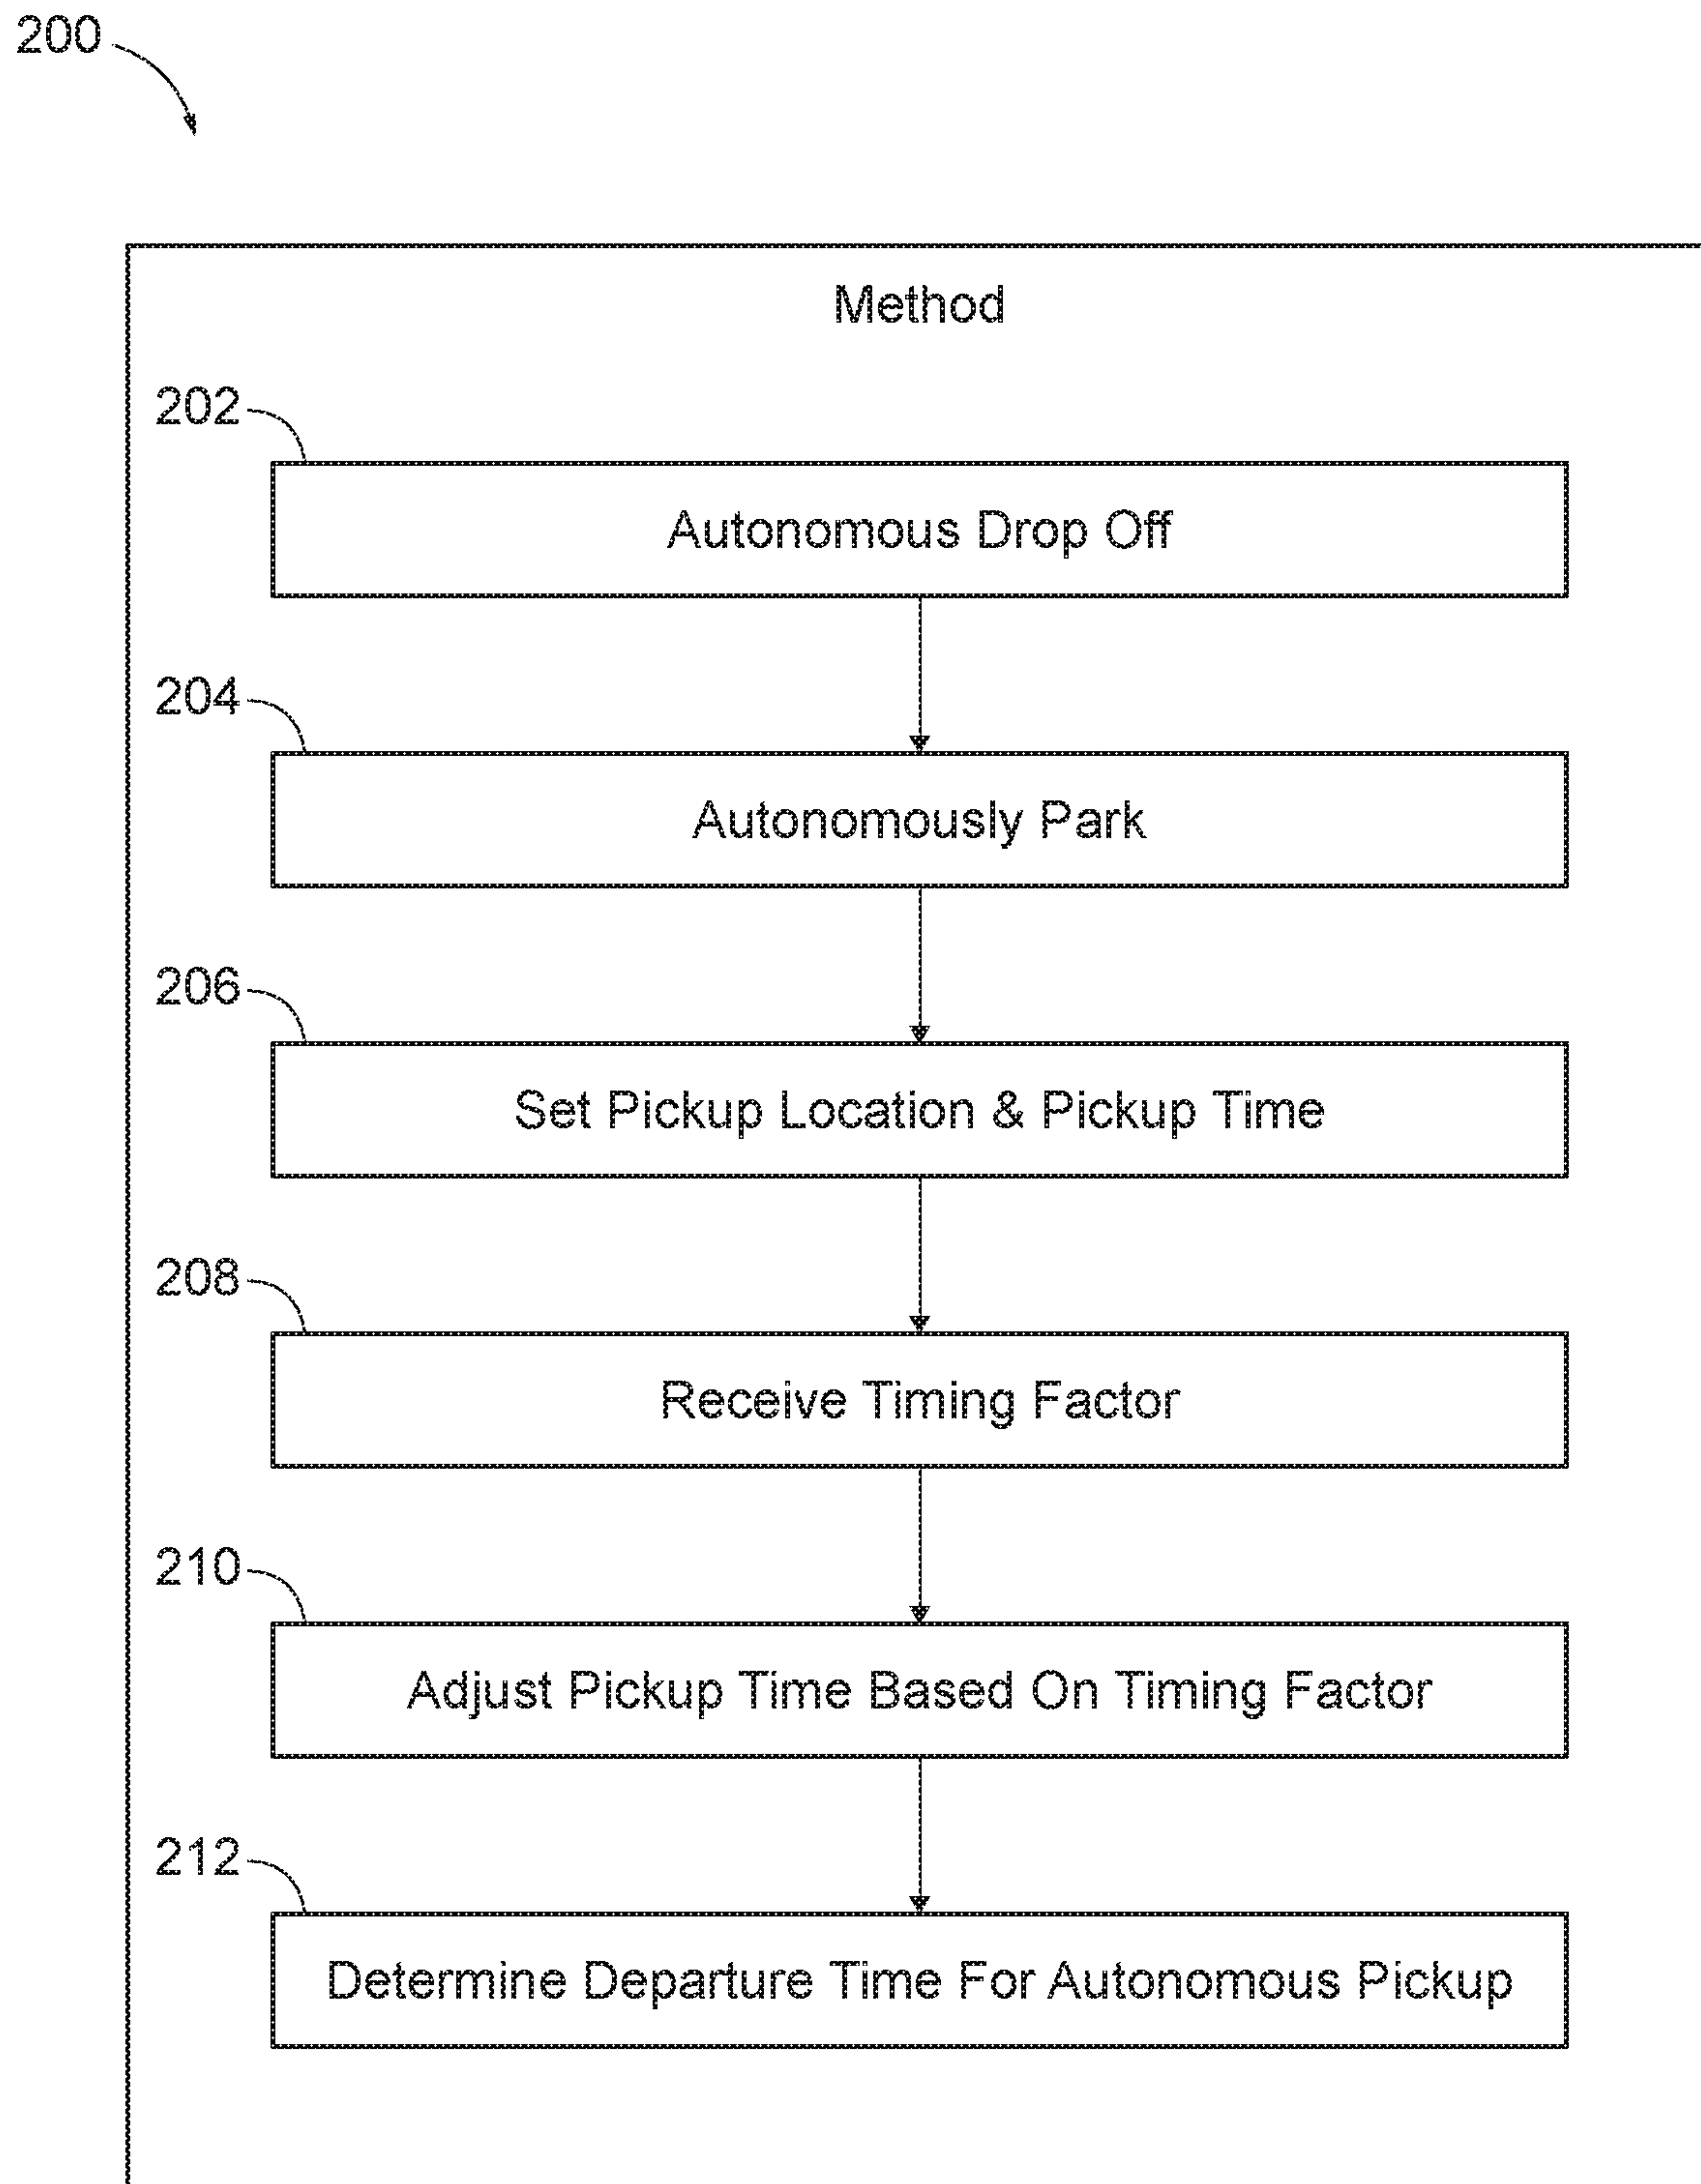 200
Method
202
Autonomous Drop Off
204
Autonomously Park
206
Set Pickup Location & Pickup Time
208
Receive Timing Factor
210
Adjust Pickup Time Based On Timing Factor
212
Determine Departure Time For Autonomous Pickup